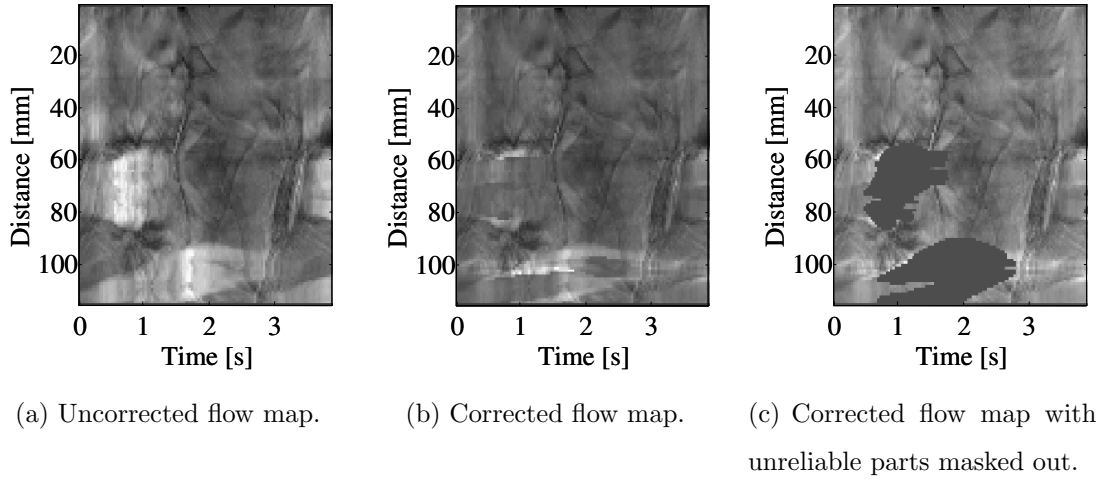 20
40
60
80
100
Distance [mm]
0 1 2 3
Time [s]
(a) Uncorrected flow map.
20
40
60
80
100
Distance [mm]
0 1 2 3
Time [s]
(b) Corrected flow map.
20
40
60
80
100
Distance [mm]
0 1 2 3
Time [s]
(c) Corrected flow map with
unreliable parts masked out.